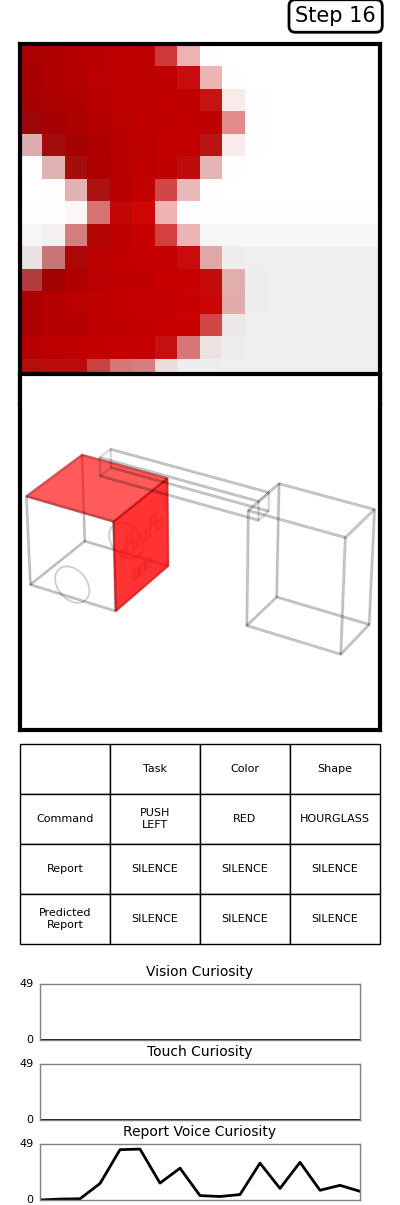 Step 16
Task Color Shape
Command PUSH LEFT RED HOURGLASS
Report SILENCE SILENCE SILENCE
Predicted Report SILENCE SILENCE SILENCE
Vision Curiosity
49
0
Touch Curiosity
49
0
Report Voice Curiosity
49
0